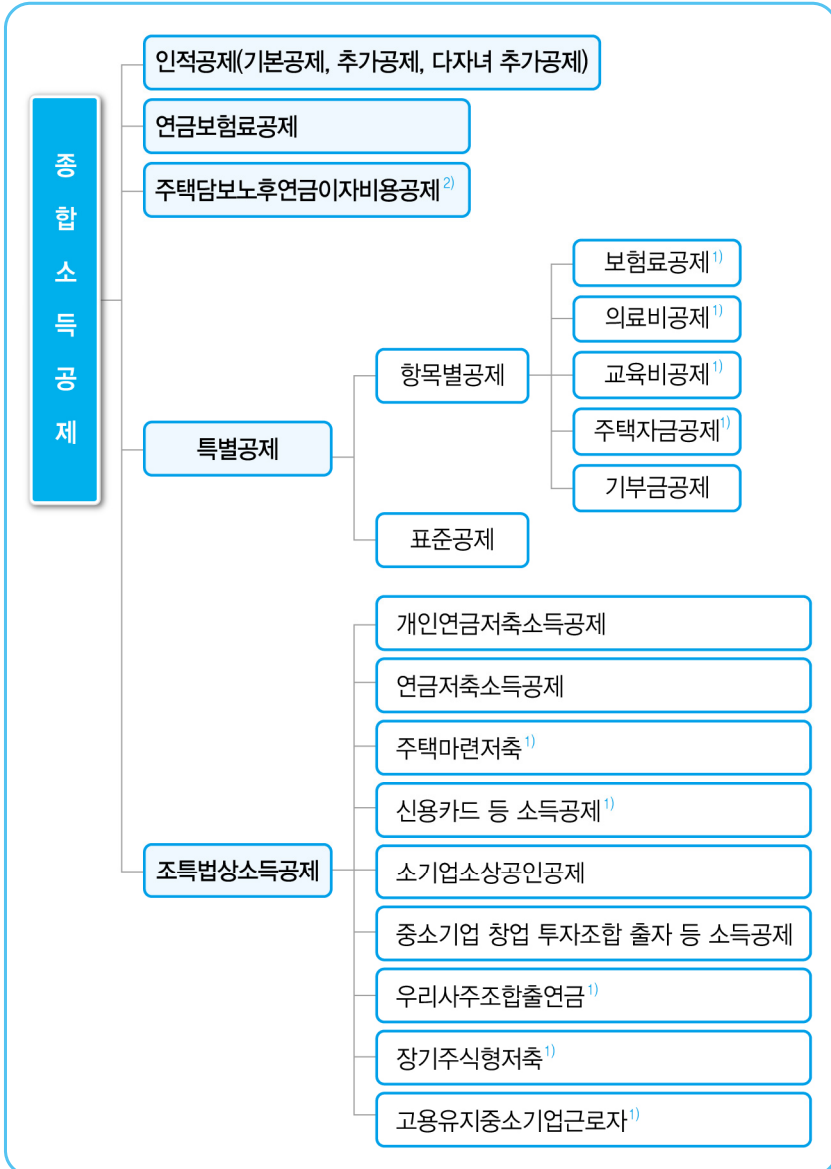 종합소득공제
인적공제(기본공제, 추가공제, 다자녀 추가공제)
연금보험료공제
주택담보노후연금이자비용공제2)
특별공제
항목별공제
보험료공제1)
의료비공제1)
교육비공제1)
주택자금공제1)
기부금공제
표준공제
조특법상소득공제
개인연금저축소득공제
연금저축소득공제
주택마련저축1)
신용카드 등 소득공제1)
소기업소상공인공제
중소기업 창업 투자조합 출자 등 소득공제
우리사주조합출연금1)
장기주식형저축1)
고용유지중소기업근로자1)